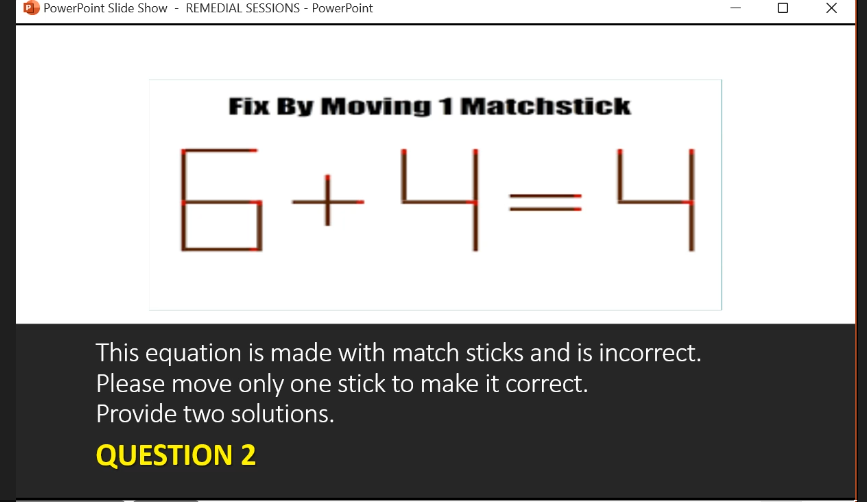 PowerPoint Slide Show - REMEDIAL SESSIONS - PowerPoint
Fix By Moving 1 Matchstick
6+4=4
This equation is made with match sticks and is incorrect.
Please move only one stick to make it correct.
Provide two solutions.
QUESTION 2